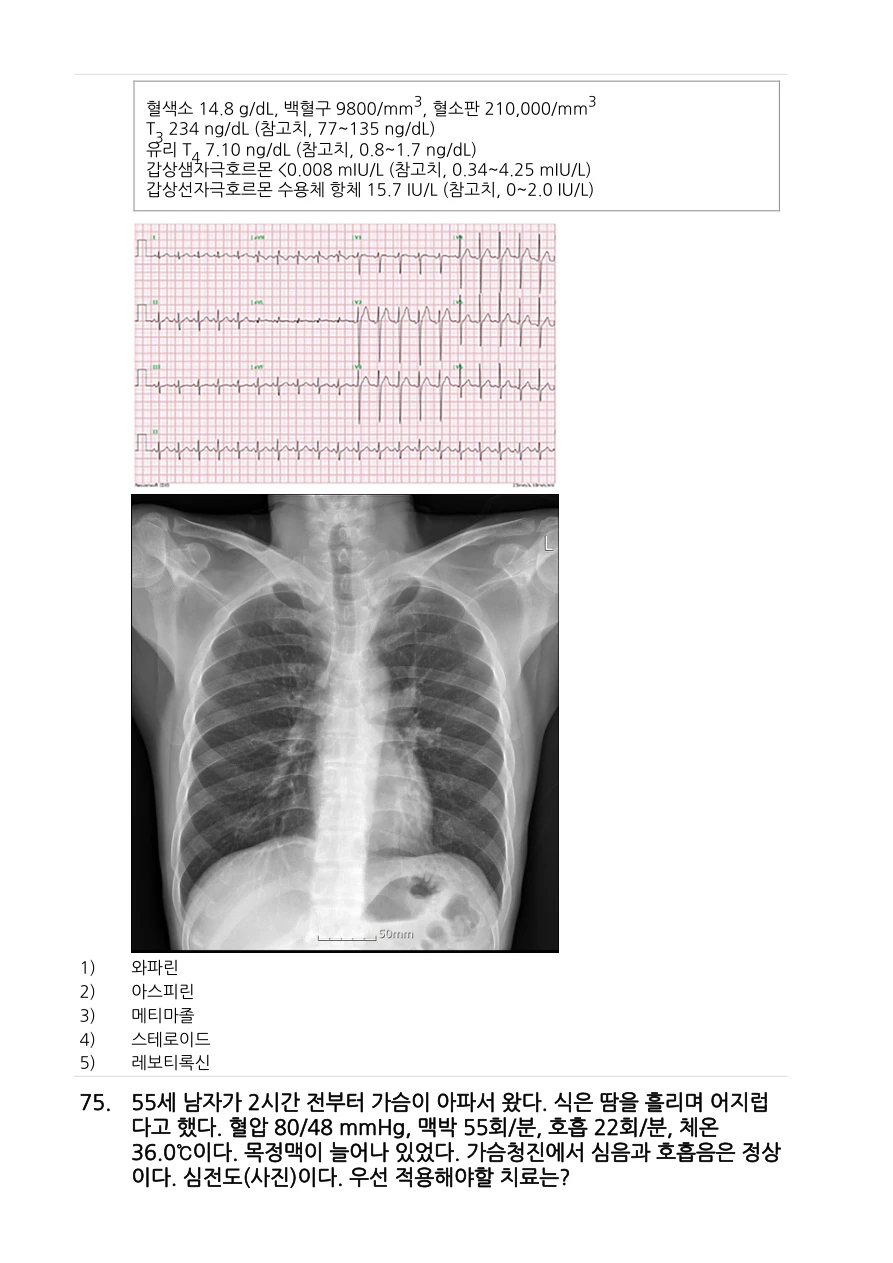 혈색소 14.8 g/dL, 백혈구 9800/mm³, 혈소판 210,000/mm³
T₃ 234 ng/dL (참고치, 77~135 ng/dL)
유리 T₄ 7.10 ng/dL (참고치, 0.8~1.7 ng/dL)
갑상샘자극호르몬 <0.008 mIU/L (참고치, 0.34~4.25 mIU/L)
갑상선자극호르몬 수용체 항체 15.7 IU/L (참고치, 0~2.0 IU/L)
I aVR V1
II aVL V2 V5
III aVF V3
II
L
50mm
1) 와파린
2) 아스피린
3) 메티마졸
4) 스테로이드
5) 레보티록신
75. 55세 남자가 2시간 전부터 가슴이 아파서 왔다. 식은 땀을 흘리며 어지럽
다고 했다. 혈압 80/48 mmHg, 맥박 55회/분, 호흡 22회/분, 체온
36.0℃이다. 목정맥이 늘어나 있었다. 가슴청진에서 심음과 호흡음은 정상
이다. 심전도(사진)이다. 우선 적용해야할 치료는?